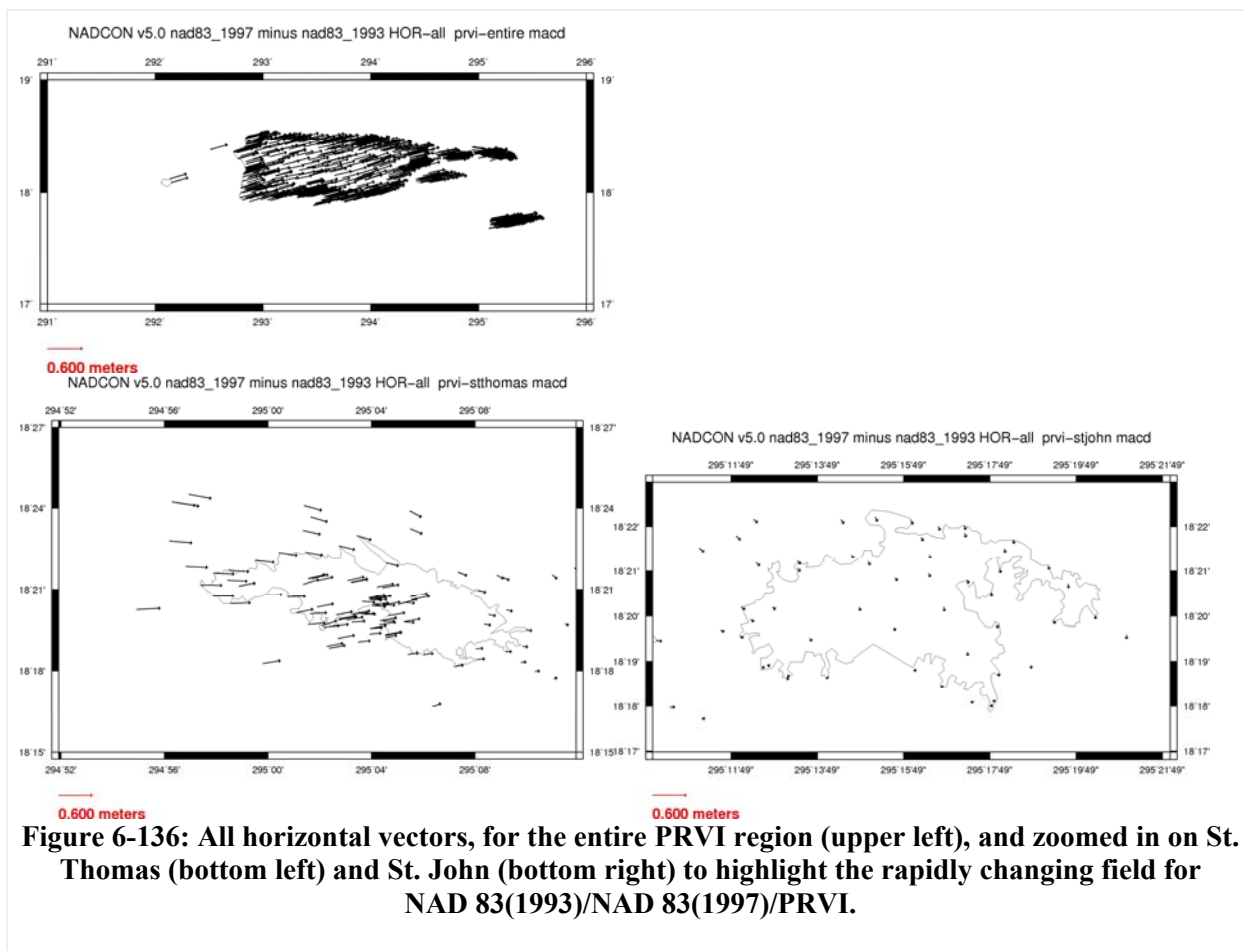 NADCON v5.0 nad83_1997 minus nad83_1993 HOR-all prvi-entire macd
291˚ 292˚ 293˚ 294˚ 295˚ 296˚
19˚ 19˚
18˚ 18˚
17˚ 17˚
291˚ 292˚ 293˚ 294˚ 295˚ 296˚
0.600 meters
NADCON v5.0 nad83_1997 minus nad83_1993 HOR-all prvi-stthomas macd
294˚52' 294˚56' 295˚00' 295˚04' 295˚08'
18˚27' 18˚27'
18˚24' 18˚24'
18˚21' 18˚21'
18˚18' 18˚18'
18˚15' 18˚15'
294˚52' 294˚56' 295˚00' 295˚04' 295˚08'
0.600 meters
NADCON v5.0 nad83_1997 minus nad83_1993 HOR-all prvi-stjohn macd
295˚11'49" 295˚13'49" 295˚15'49" 295˚17'49" 295˚19'49" 295˚21'49"
18˚22' 18˚22'
18˚21' 18˚21'
18˚20' 18˚20'
18˚19' 18˚19'
18˚18' 18˚18'
18˚17' 18˚17'
295˚11'49" 295˚13'49" 295˚15'49" 295˚17'49" 295˚19'49" 295˚21'49"
0.600 meters
Figure 6-136: All horizontal vectors, for the entire PRVI region (upper left), and zoomed in on St.
Thomas (bottom left) and St. John (bottom right) to highlight the rapidly changing field for
NAD 83(1993)/NAD 83(1997)/PRVI.